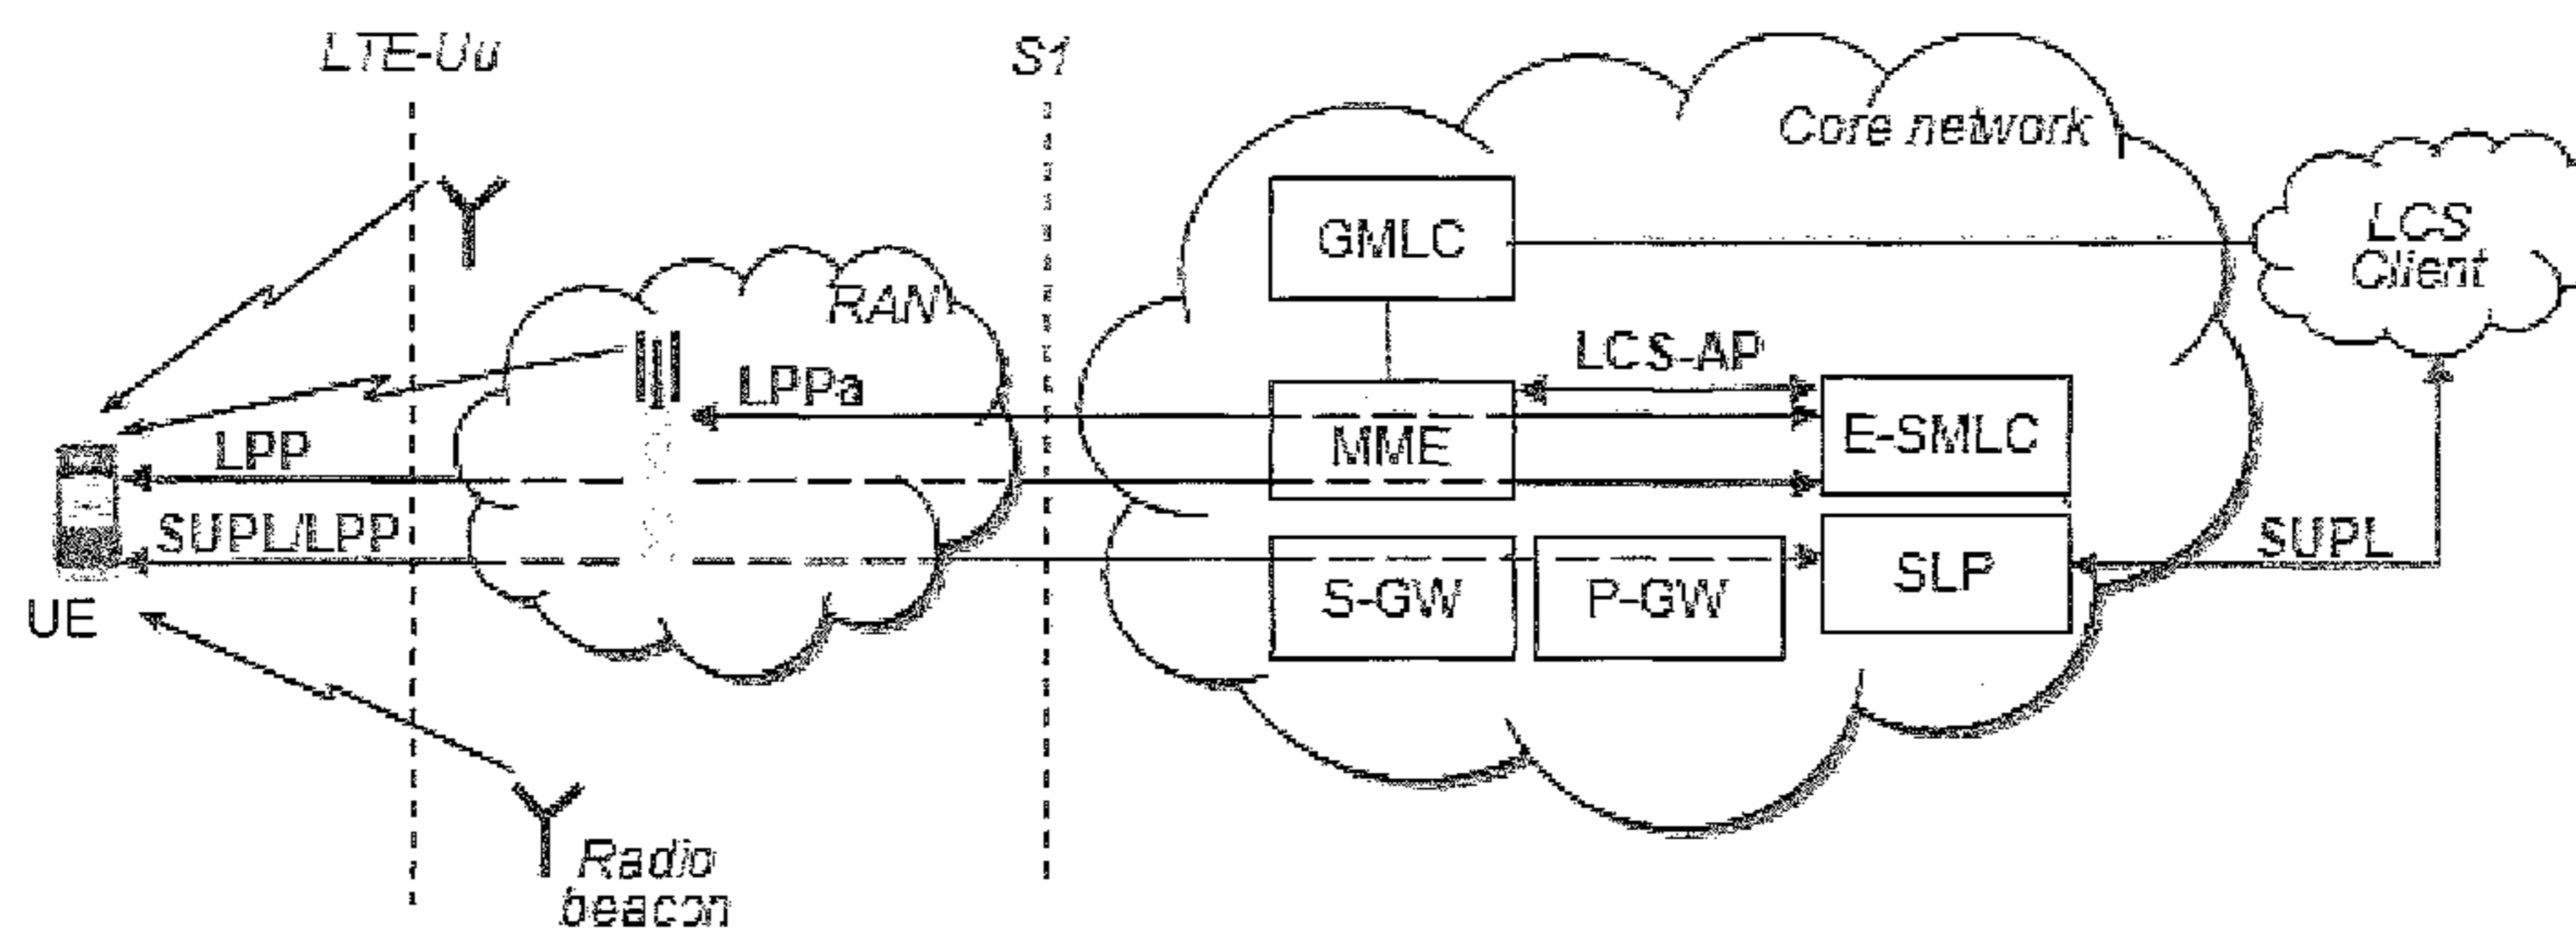 LTE-Uu
S1
Core network
LCS
Client
GMLC
RAN
LCS-AP
LPPa
MME
E-SMLC
LPP
SUPL/LPP
SUPL
S-GW
P-GW
SLP
UE
Radio
beacon